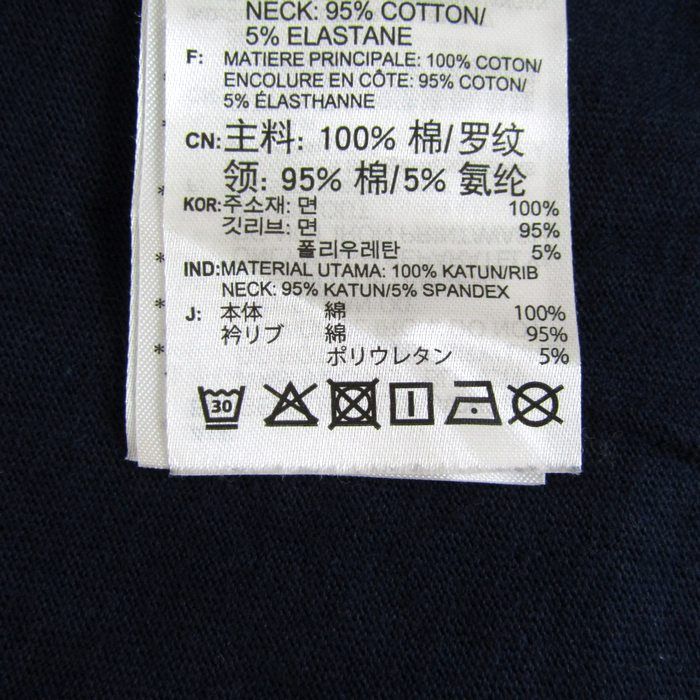 NECK: 95% COTTON/
5% ELASTANE
F: MATIERE PRINCIPALE: 100% COTON/
ENCOLURE EN CÔTE: 95% COTON/
5% ÉLASTHANNE
CN: 主料: 100% 棉/罗纹
领: 95% 棉/5% 氨纶
KOR: 주소재: 면 100%
깃리브: 면 95%
폴리우레탄 5%
IND: MATERIAL UTAMA: 100% KATUN/RIB
NECK: 95% KATUN/5% SPANDEX
J: 本体 綿 100%
衿リブ 綿 95%
ポリウレタン 5%
30